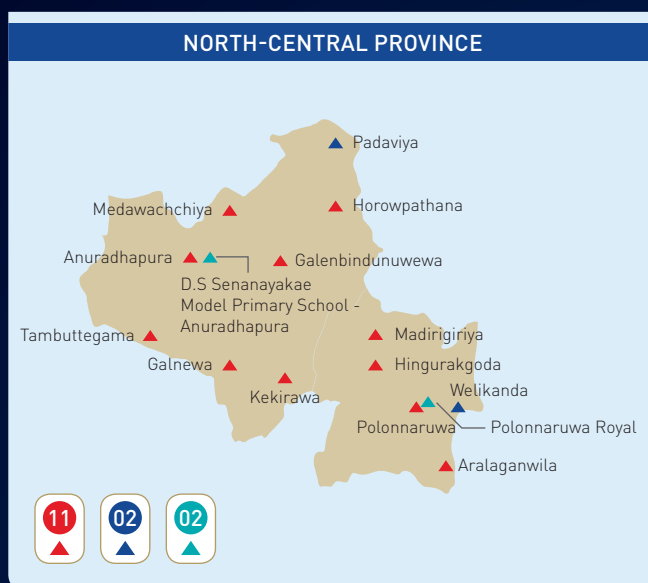 NORTH-CENTRAL PROVINCE
Padaviya
Medawachchiya
Horowpathana
Anuradhapura
Galenbindunuwewa
D.S Senanayakae
Model Primary School -
Anuradhapura
Tambuttegama
Madirigiriya
Galnewa
Hingurakgoda
Kekirawa
Welikanda
Polonnaruwa
Polonnaruwa Royal
Aralaganwila
11
02
02